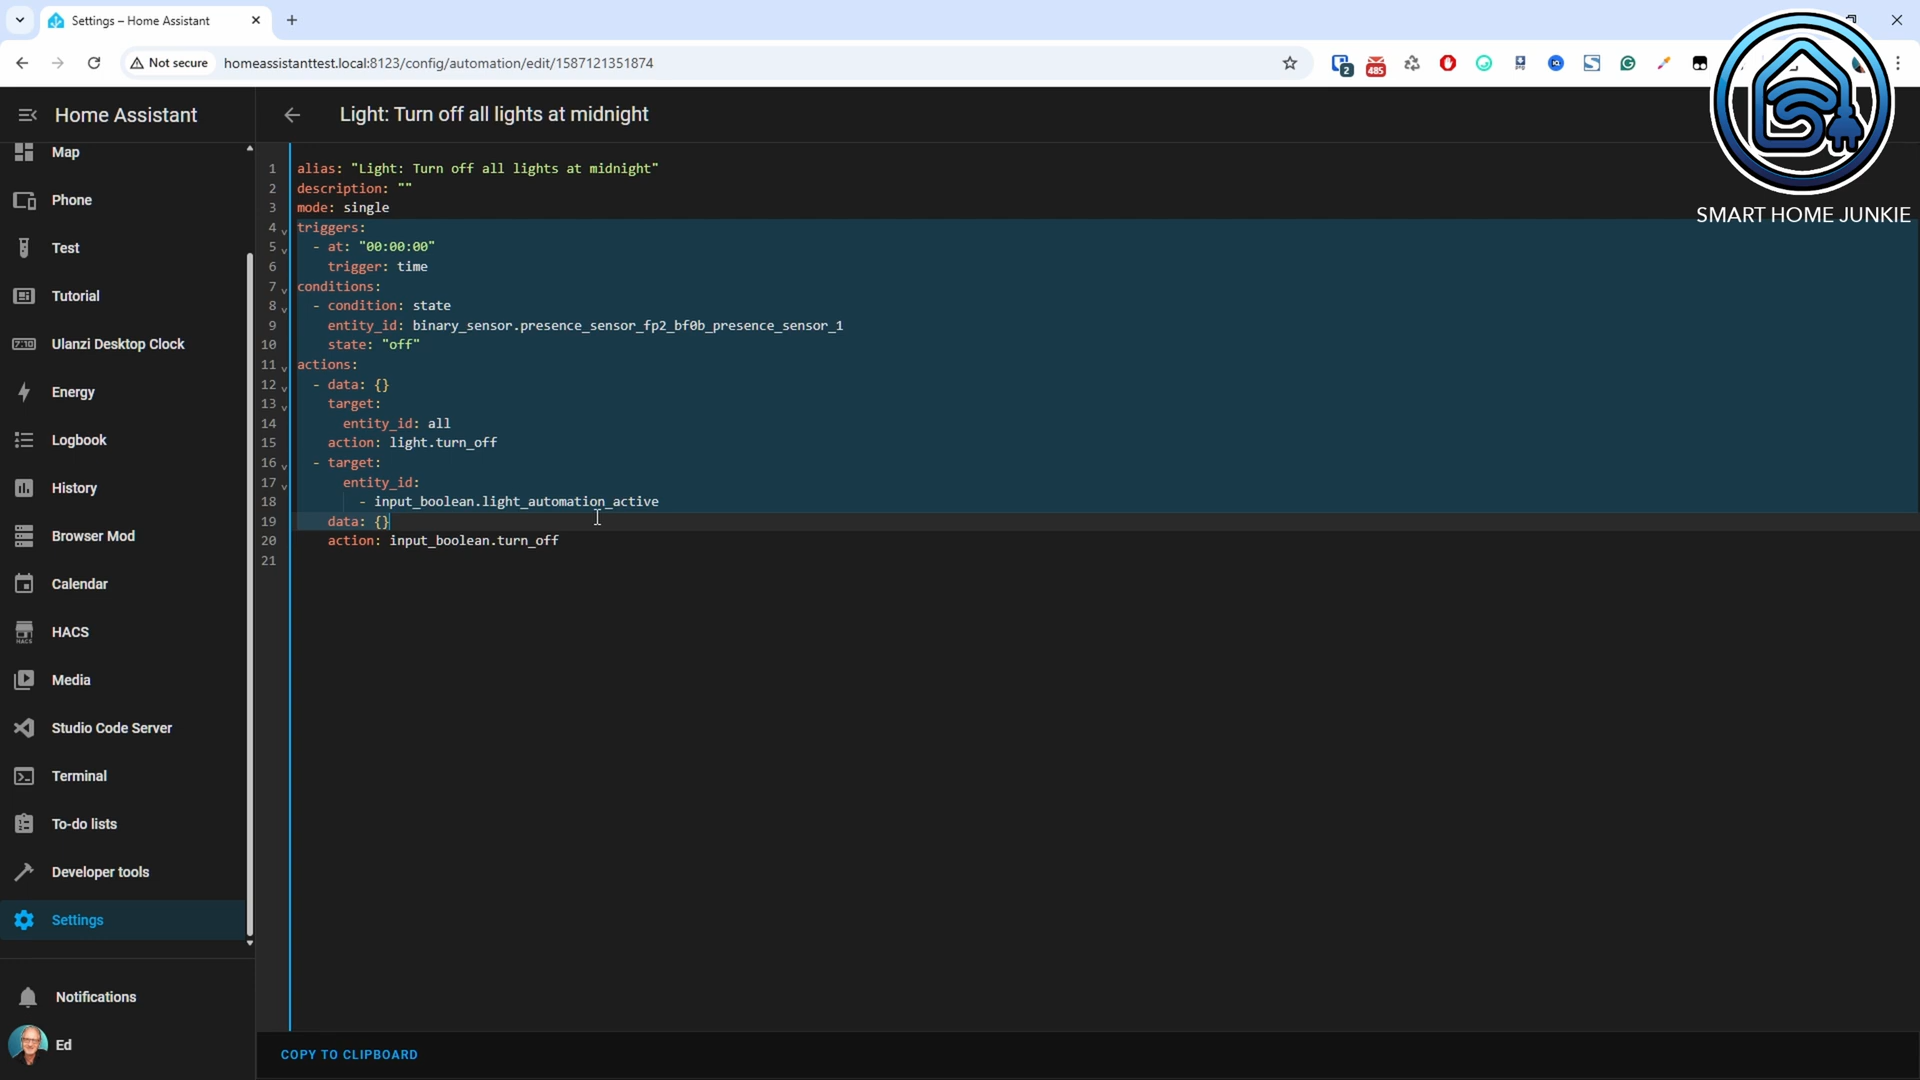 Settings – Home Assistant
Not secure
homeassistanttest.local:8123/config/automation/edit/1587121351874
2
485
Home Assistant
Light: Turn off all lights at midnight
SMART HOME JUNKIE
Map
Phone
Test
Tutorial
7:10
Ulanzi Desktop Clock
Energy
Logbook
History
Browser Mod
Calendar
HACS
HACS
Media
Studio Code Server
Terminal
To-do lists
Developer tools
Settings
Notifications
Ed
1 alias: "Light: Turn off all lights at midnight"
2 description: ""
3 mode: single
4 triggers:
5   - at: "00:00:00"
6     trigger: time
7 conditions:
8   - condition: state
9     entity_id: binary_sensor.presence_sensor_fp2_bf0b_presence_sensor_1
10     state: "off"
11 actions:
12   - data: {}
13     target:
14       entity_id: all
15     action: light.turn_off
16   - target:
17       entity_id:
18         - input_boolean.light_automation_active
19     data: {}
20     action: input_boolean.turn_off
21
COPY TO CLIPBOARD